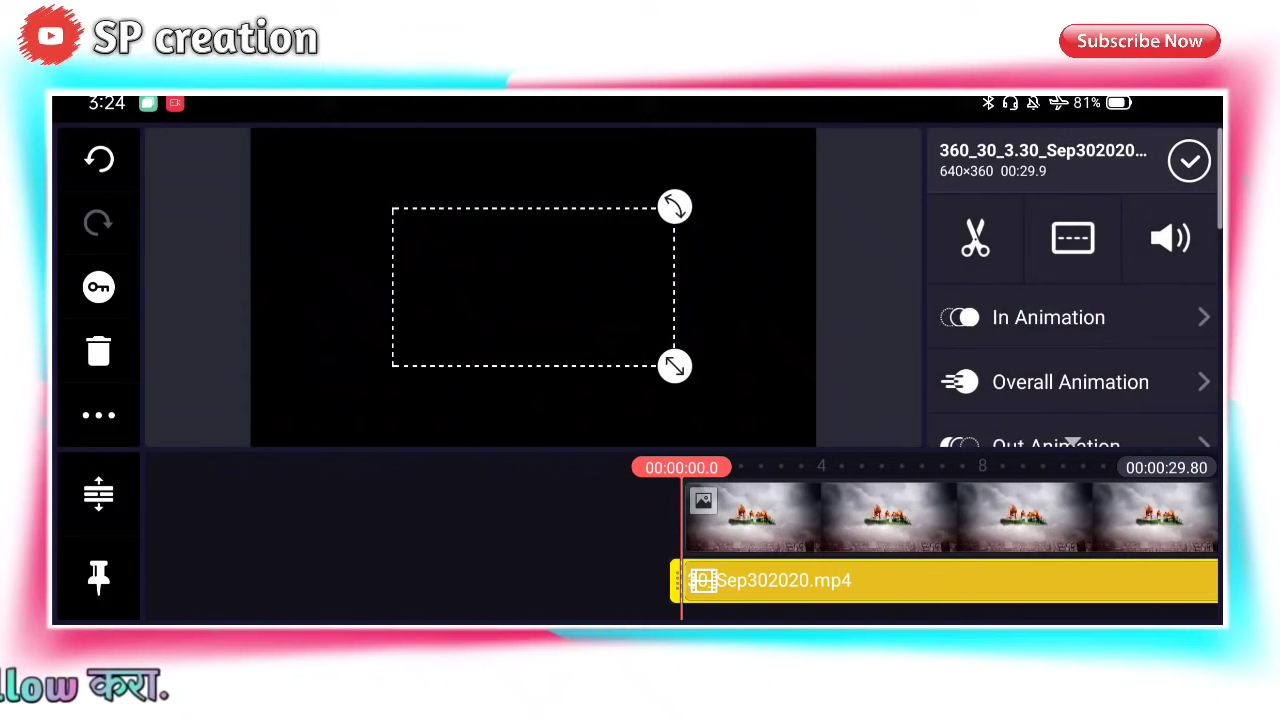 SP creation
Subscribe Now
3:24
81%
360_30_3.30_Sep302020...
640×360 00:29.9
In Animation
Overall Animation
Out Animation
00:00:00.0
4
8
00:00:29.80
30_Sep302020.mp4
llow करा.